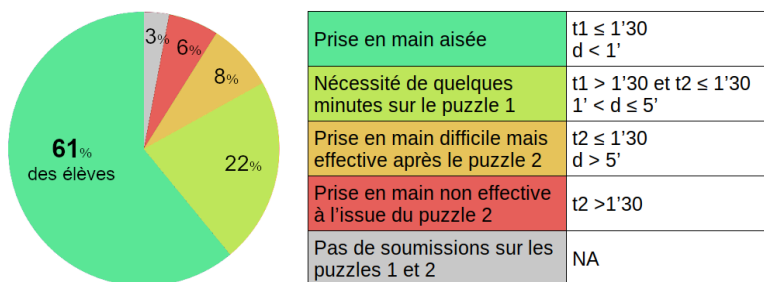 3%
6%
8%
22%
61%
des élèves
Prise en main aisée
t1 ≤ 1’30
d < 1’
Nécessité de quelques
minutes sur le puzzle 1
t1 > 1’30 et t2 ≤ 1’30
1’ < d ≤ 5’
Prise en main difficile mais
effective après le puzzle 2
t2 ≤ 1’30
d > 5’
Prise en main non effective
à l’issue du puzzle 2
t2 >1’30
Pas de soumissions sur les
puzzles 1 et 2
NA